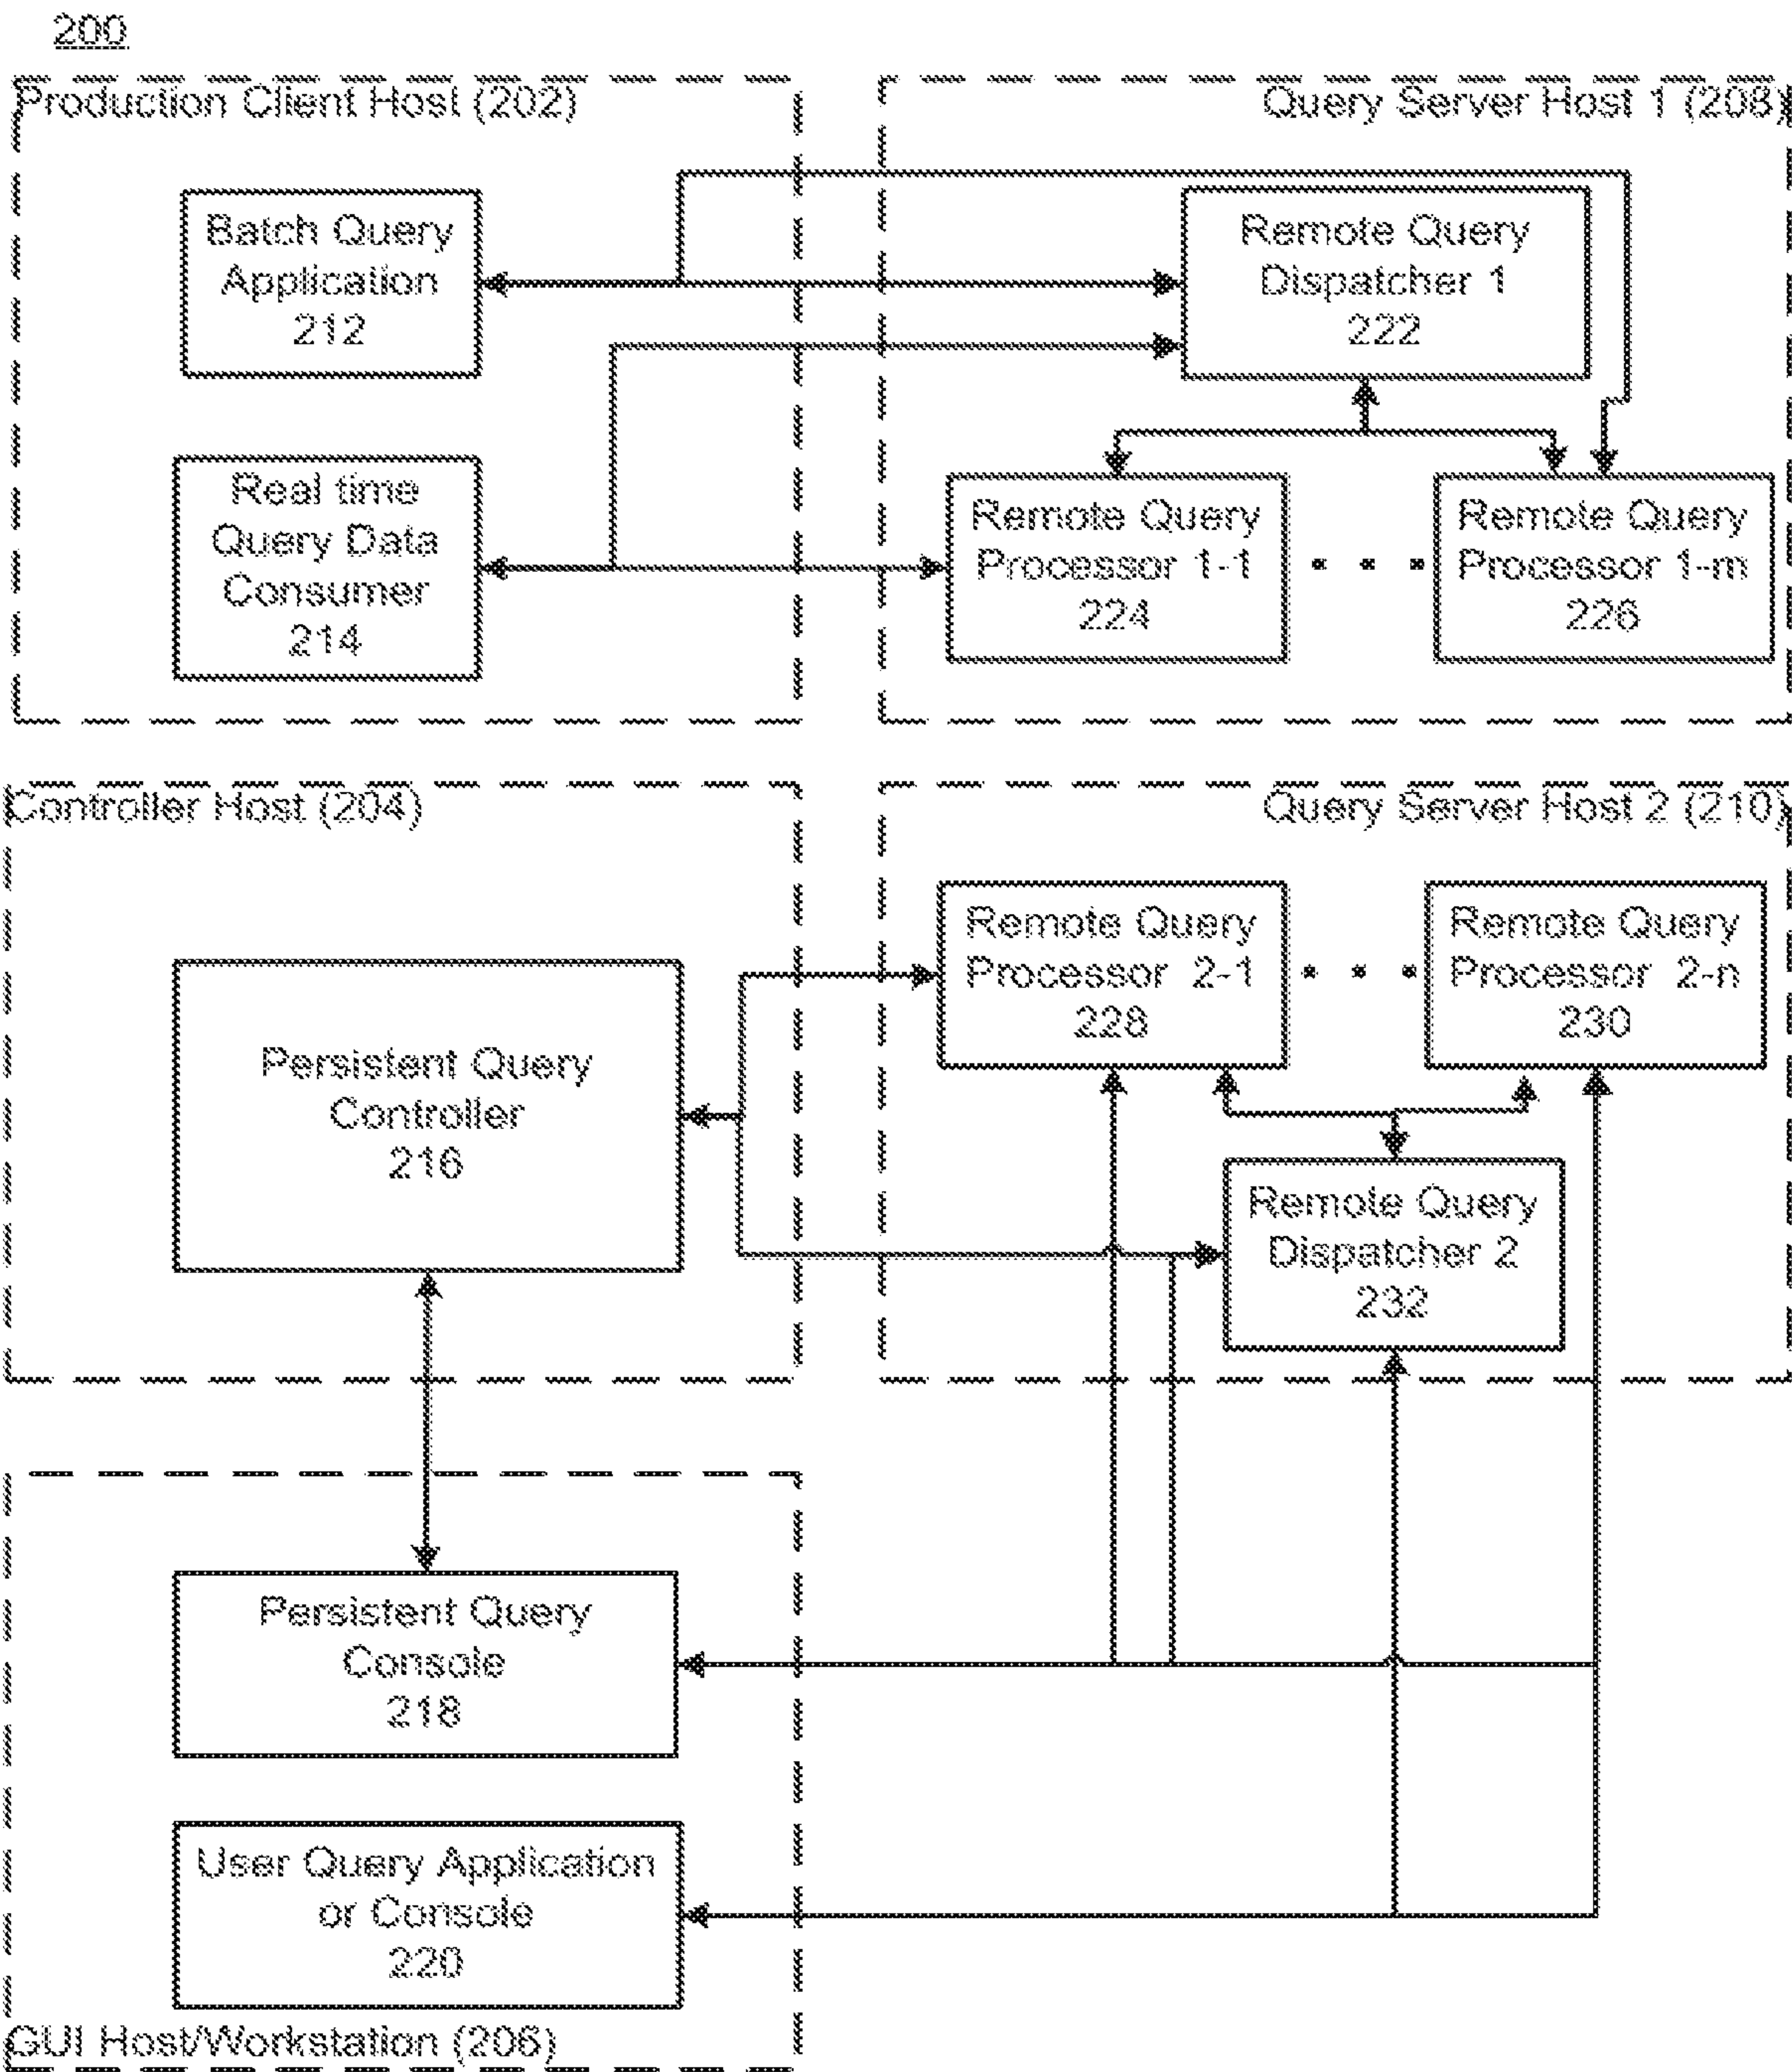 200
Production Client Host (202)
Query Server Host 1 (208)
Batch Query
Application
212
Remote Query
Dispatcher 1
222
Real time
Query Data
Consumer
214
Remote Query
Processor 1-1
224
Remote Query
Processor 1-m
226
Controller Host (204)
Query Server Host 2 (210)
Remote Query
Processor 2-1
228
Remote Query
Processor 2-n
230
Persistent Query
Controller
216
Remote Query
Dispatcher 2
232
Persistent Query
Console
218
User Query Application
or Console
220
GUI Host/Workstation (206)